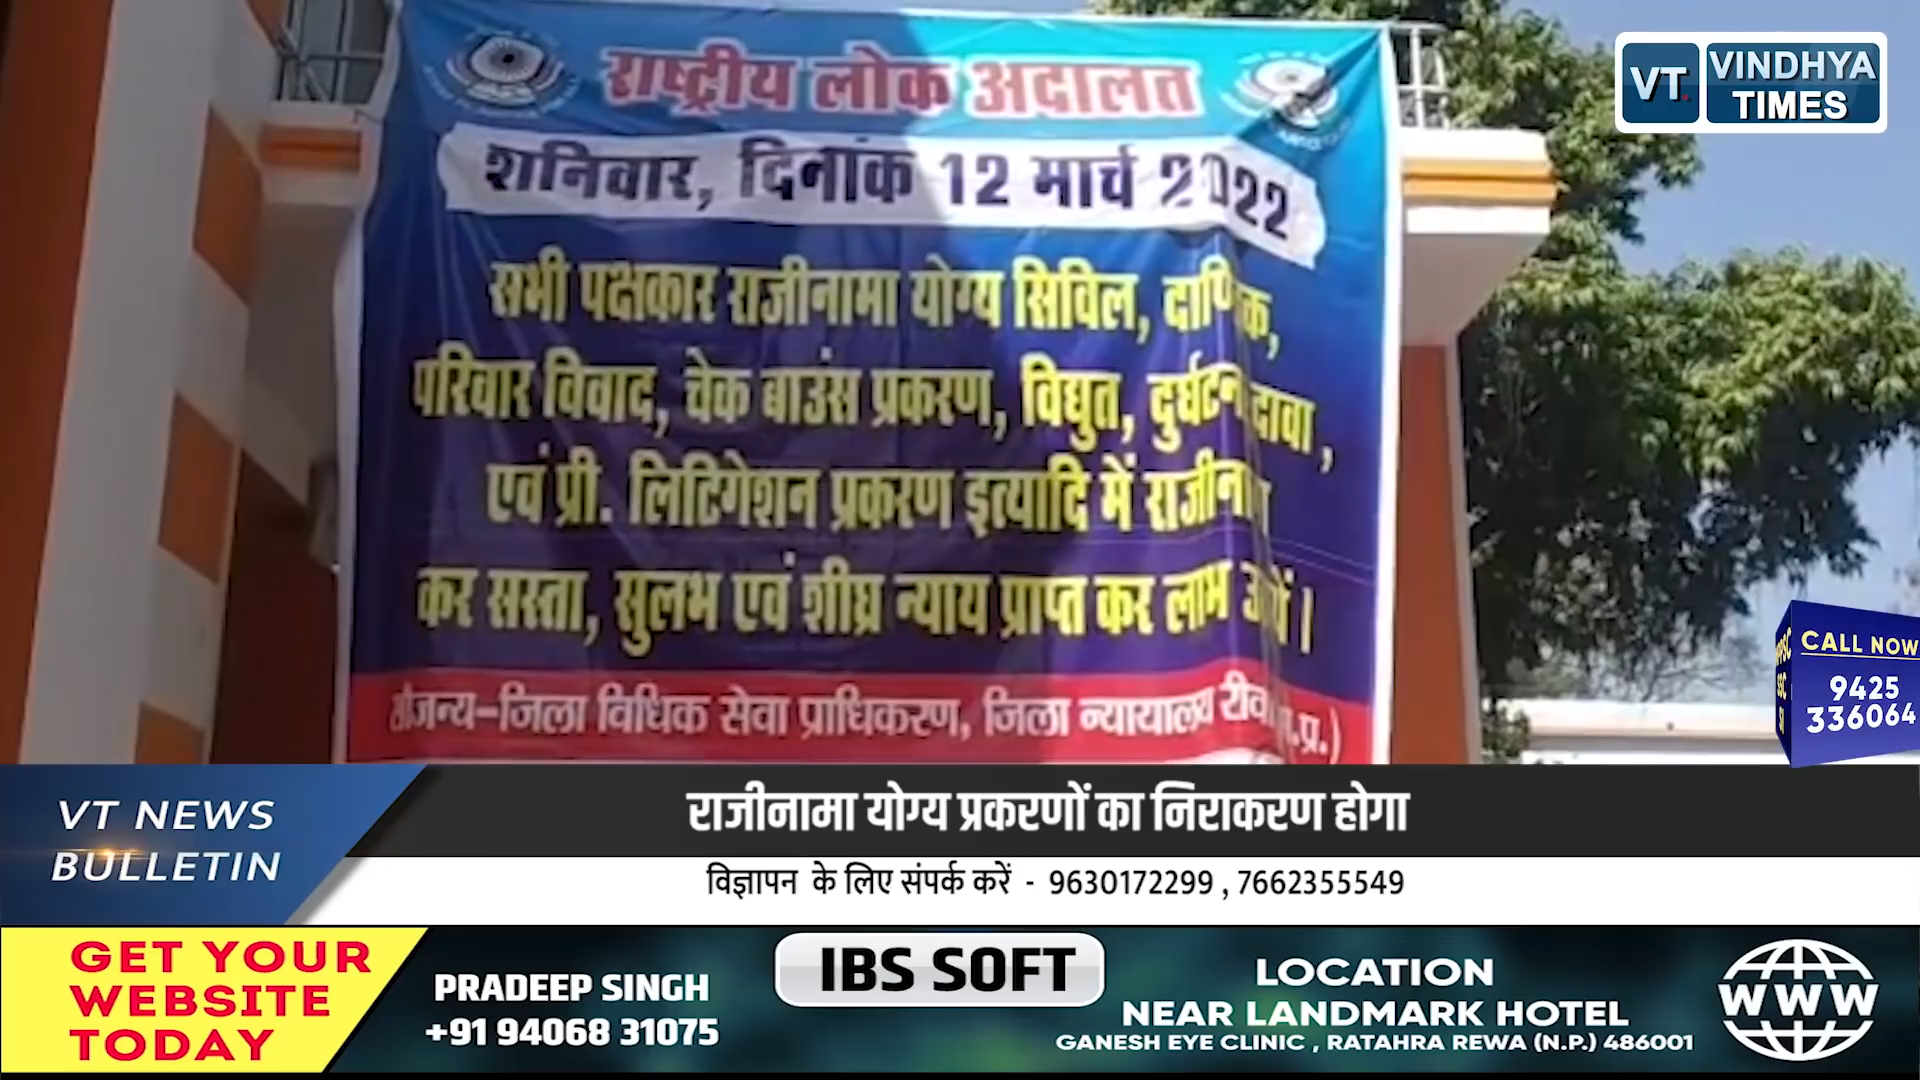 राष्ट्रीय लोक अदालत
शनिवार, दिनांक 12 मार्च 2022
सभी पक्षकार राजीनामा योग्य सिविल,
परिवार विवाद, चेक बाउंस प्रकरण, विद्युत, दावा,
एवं प्री. लिटिगेशन प्रकरण इत्यादि में
कर सस्ता, सुलभ एवं शीघ्र न्याय प्राप्त कर लाभ
जिला विधिक सेवा प्राधिकरण, जिला न्यायालय
VT.
VINDHYA
TIMES
CALL NOW
9425
336064
VT NEWS
BULLETIN
राजीनामा योग्य प्रकरणों का निराकरण होगा
विज्ञापन के लिए संपर्क करें - 9630172299 , 7662355549
GET YOUR
WEBSITE
TODAY
PRADEEP SINGH
+91 94068 31075
IBS SOFT
LOCATION
NEAR LANDMARK HOTEL
GANESH EYE CLINIC , RATAHRA REWA (N.P.) 486001
WWW